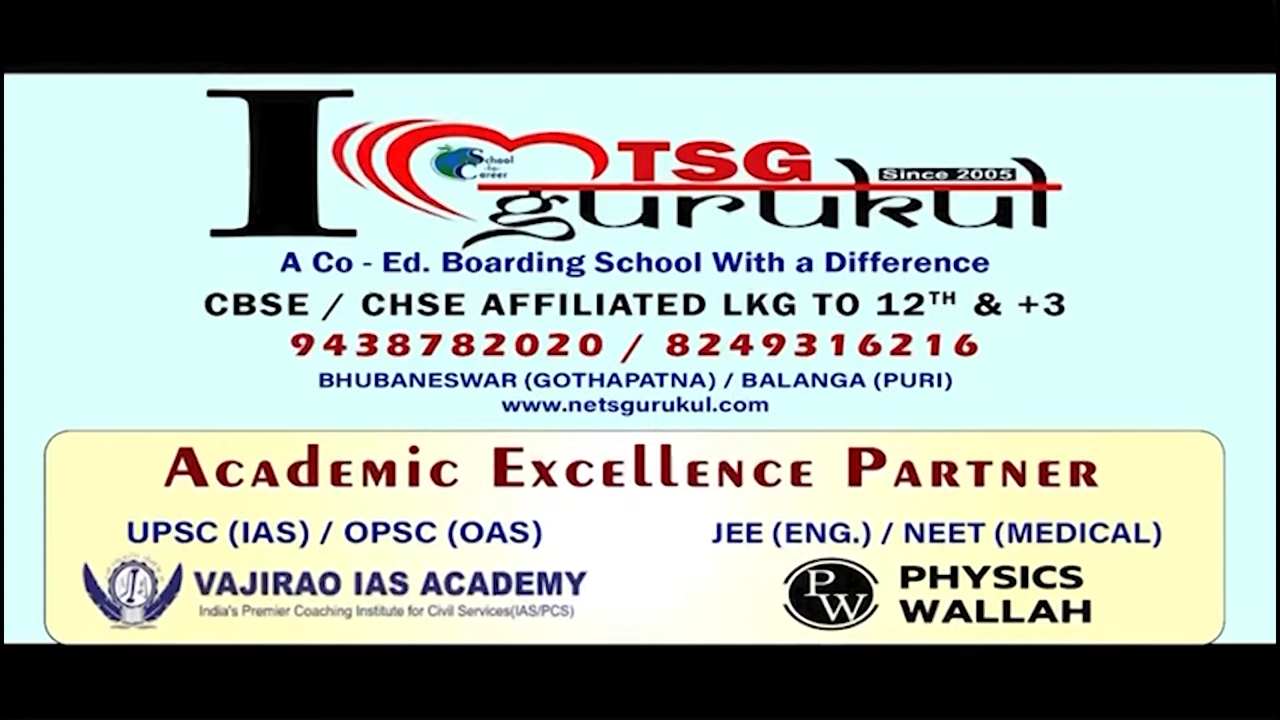 I TSG
School
to
Career
Since 2005
gurukul
A Co - Ed. Boarding School With a Difference
CBSE / CHSE AFFILIATED LKG TO 12TH & +3
9438782020 / 8249316216
BHUBANESWAR (GOTHAPATNA) / BALANGA (PURI)
www.netsgurukul.com
Academic Excellence Partner
UPSC (IAS) / OPSC (OAS)
JEE (ENG.) / NEET (MEDICAL)
VAJIRAO IAS ACADEMY
India's Premier Coaching Institute for Civil Services(IAS/PCS)
PW
PHYSICS
WALLAH